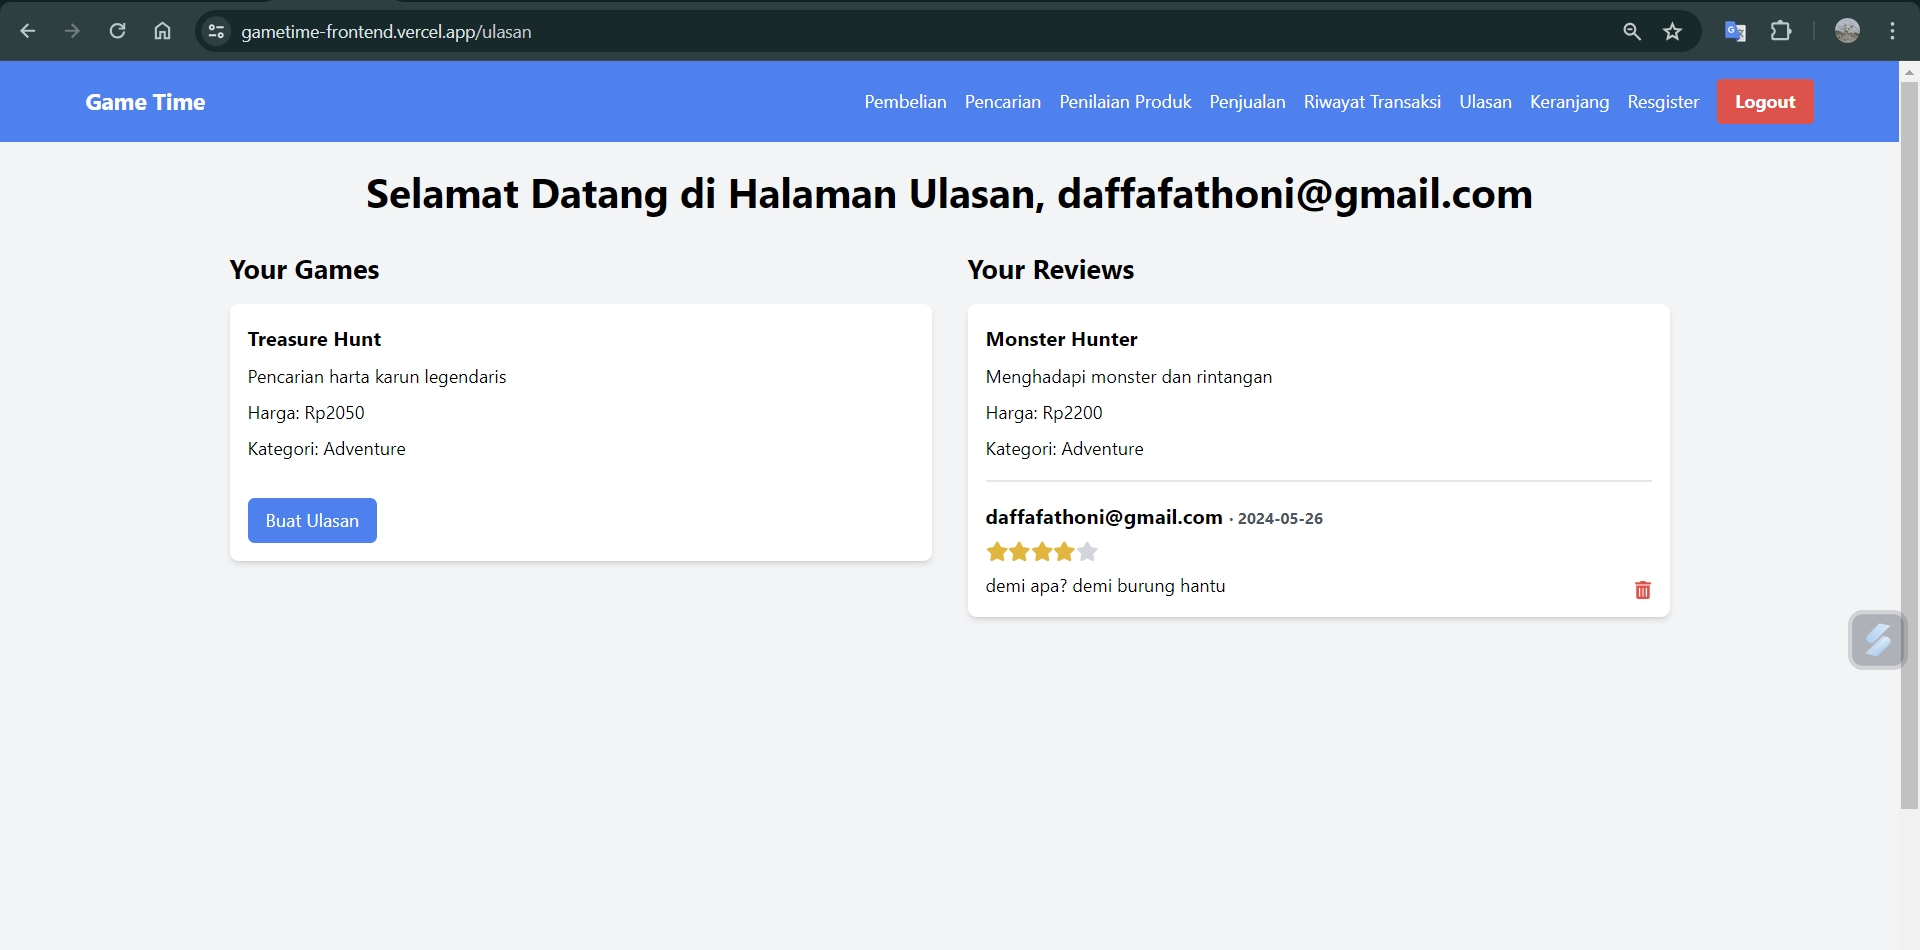 gametime-frontend.vercel.app/ulasan
Game Time
Pembelian Pencarian Penilaian Produk Penjualan Riwayat Transaksi Ulasan Keranjang Resgister Logout
Selamat Datang di Halaman Ulasan, daffafathoni@gmail.com
Your Games
Treasure Hunt
Pencarian harta karun legendaris
Harga: Rp2050
Kategori: Adventure
Buat Ulasan
Your Reviews
Monster Hunter
Menghadapi monster dan rintangan
Harga: Rp2200
Kategori: Adventure
daffafathoni@gmail.com · 2024-05-26
demi apa? demi burung hantu